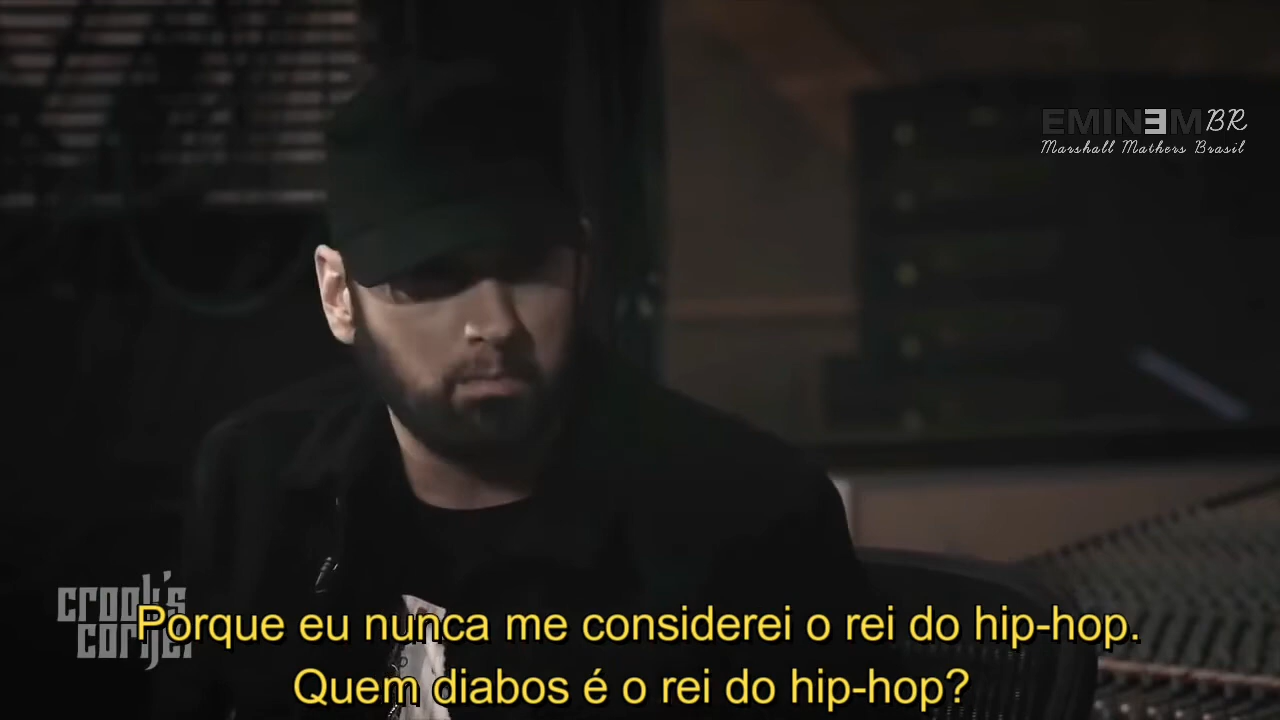 EMINEMBR
Marshall Mathers Brasil
crook's
corner
Porque eu nunca me considerei o rei do hip-hop.
Quem diabos é o rei do hip-hop?